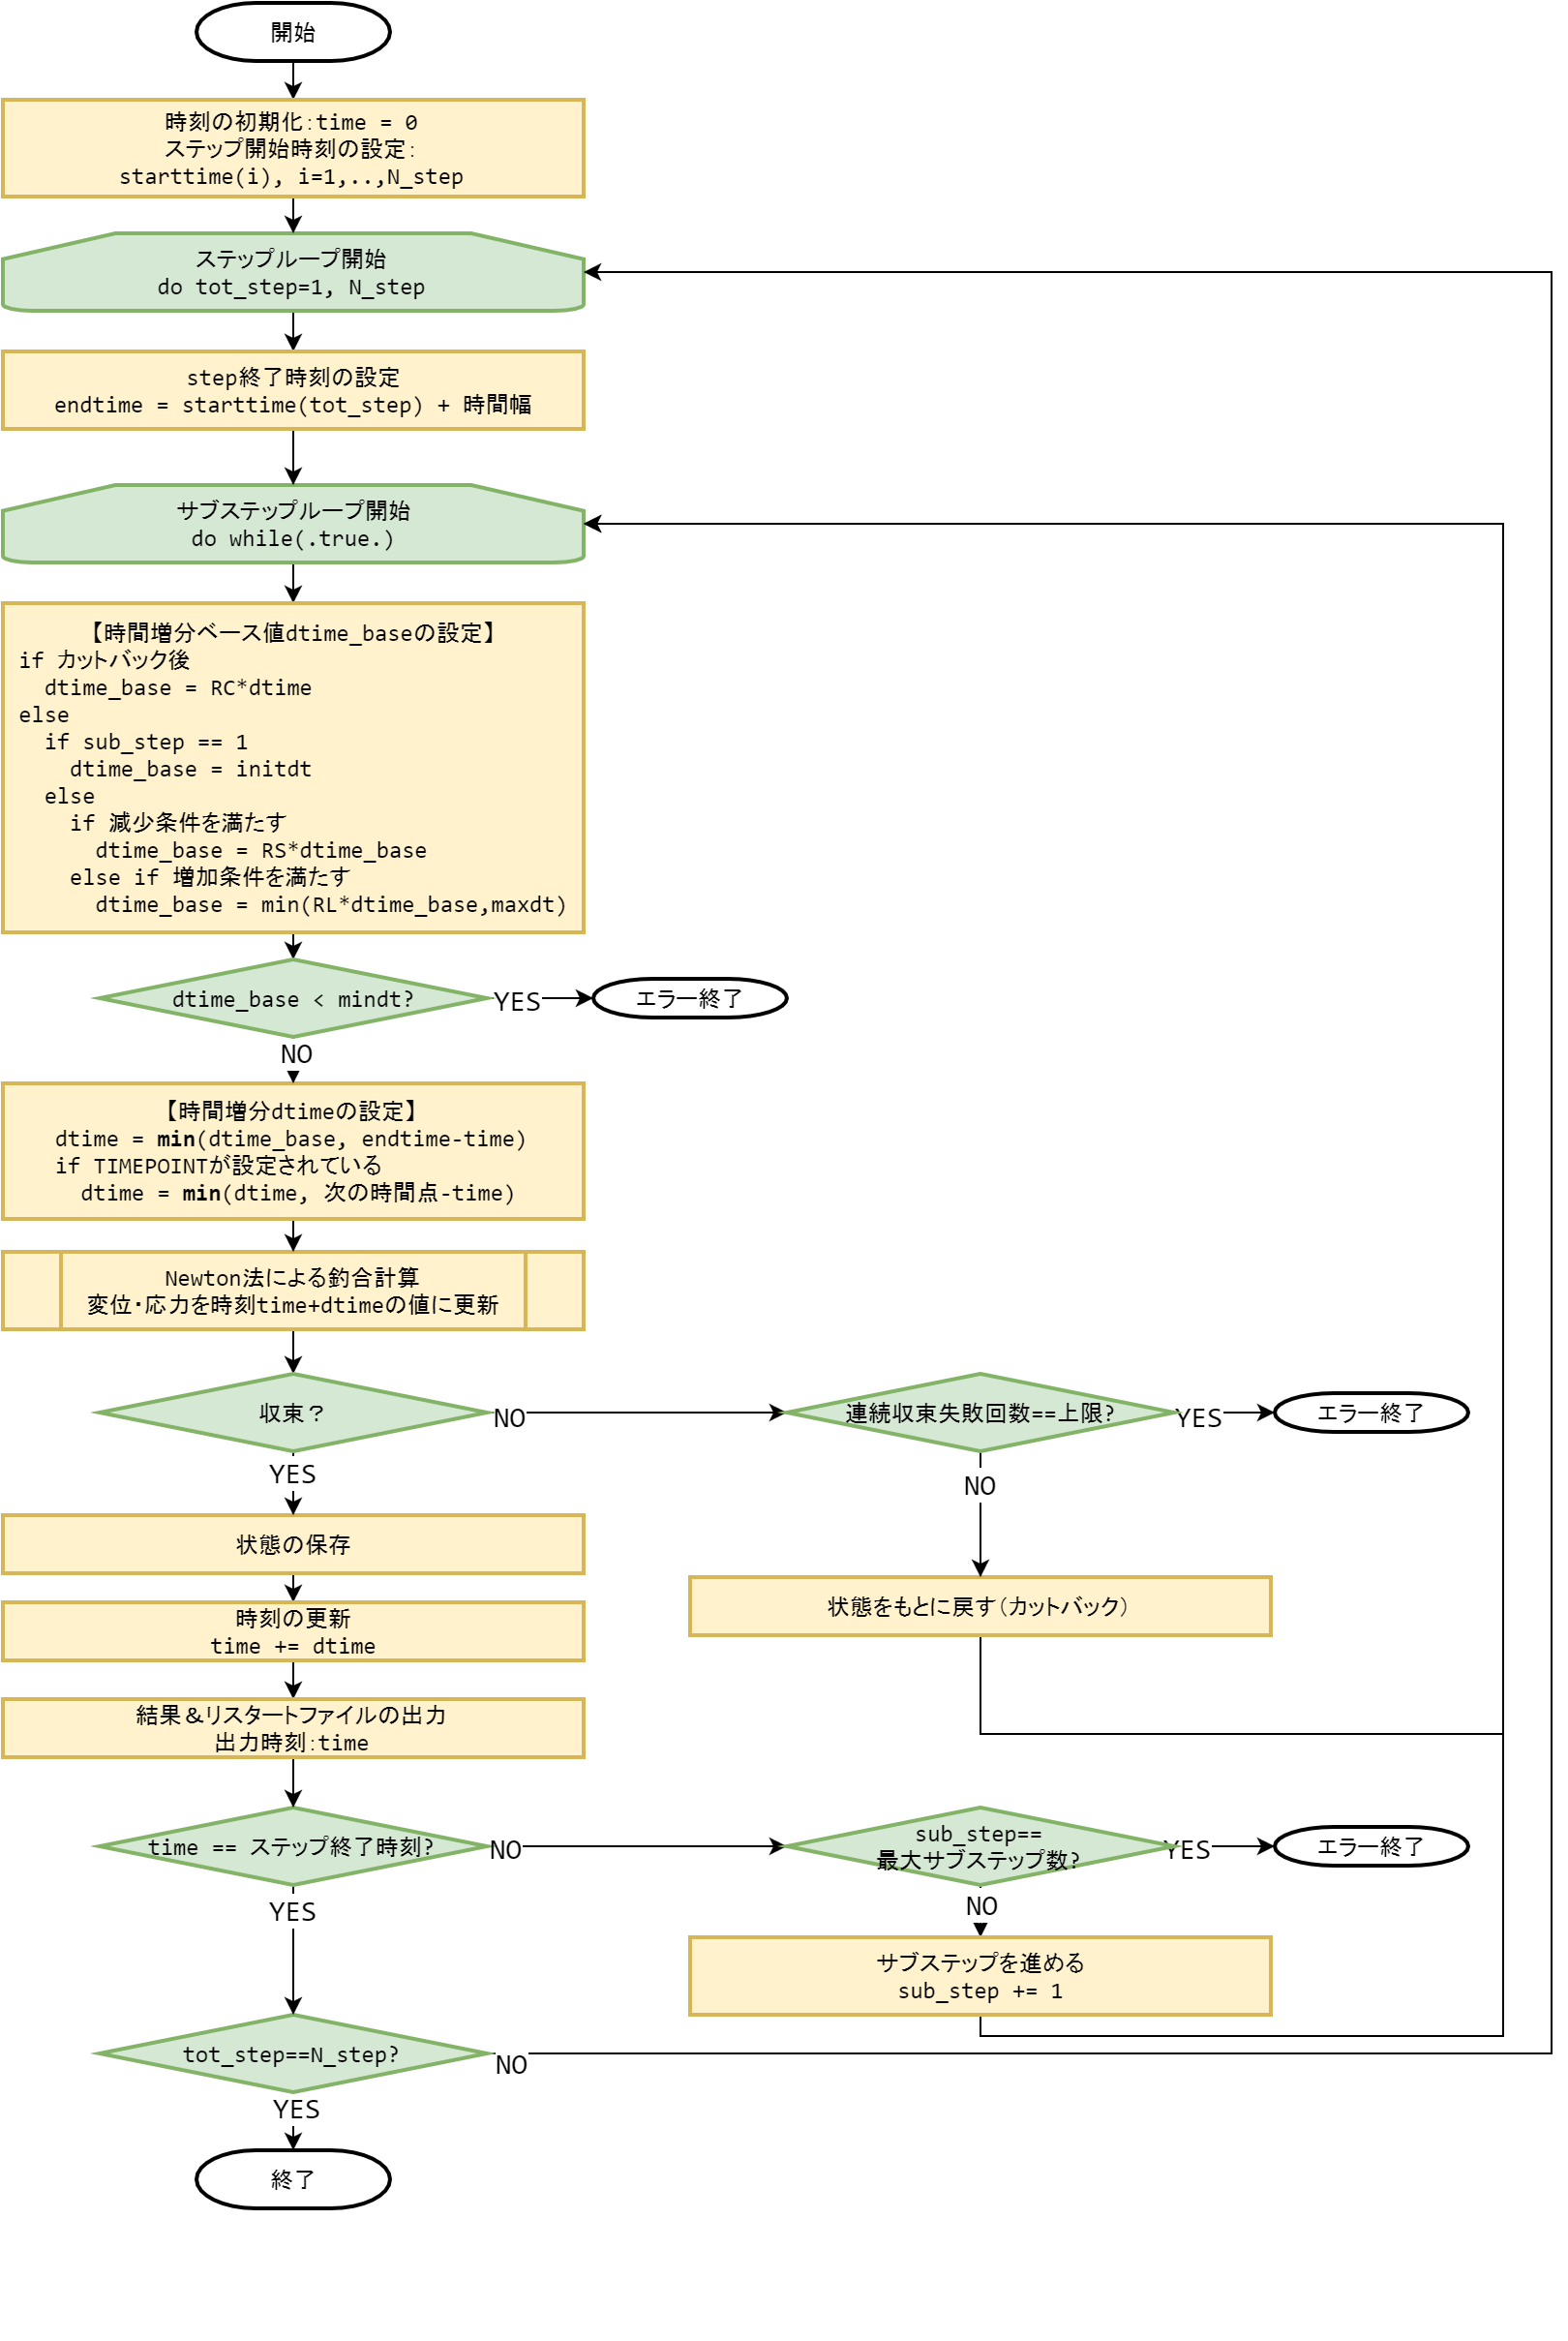 開始
時刻の初期化:time = 0
ステップ開始時刻の設定:
starttime(i), i=1,..,N_step
ステップループ開始
do tot_step=1, N_step
step終了時刻の設定
endtime = starttime(tot_step) + 時間幅
サブステップループ開始
do while(.true.)
【時間増分ベース値dtime_baseの設定】
if カットバック後
  dtime_base = RC*dtime
else
  if sub_step == 1
    dtime_base = initdt
  else
    if 減少条件を満たす
      dtime_base = RS*dtime_base
    else if 増加条件を満たす
      dtime_base = min(RL*dtime_base,maxdt)
dtime_base < mindt?
YES
エラー終了
NO
【時間増分dtimeの設定】
dtime = min(dtime_base, endtime-time)
if TIMEPOINTが設定されている
  dtime = min(dtime, 次の時間点-time)
Newton法による釣合計算
変位・応力を時刻time+dtimeの値に更新
収束？
NO
連続収束失敗回数==上限?
YES
エラー終了
YES
NO
状態の保存
状態をもとに戻す（カットバック）
時刻の更新
time += dtime
結果＆リスタートファイルの出力
出力時刻:time
time == ステップ終了時刻?
NO
sub_step==
最大サブステップ数?
YES
エラー終了
YES
NO
サブステップを進める
sub_step += 1
tot_step==N_step?
NO
YES
終了